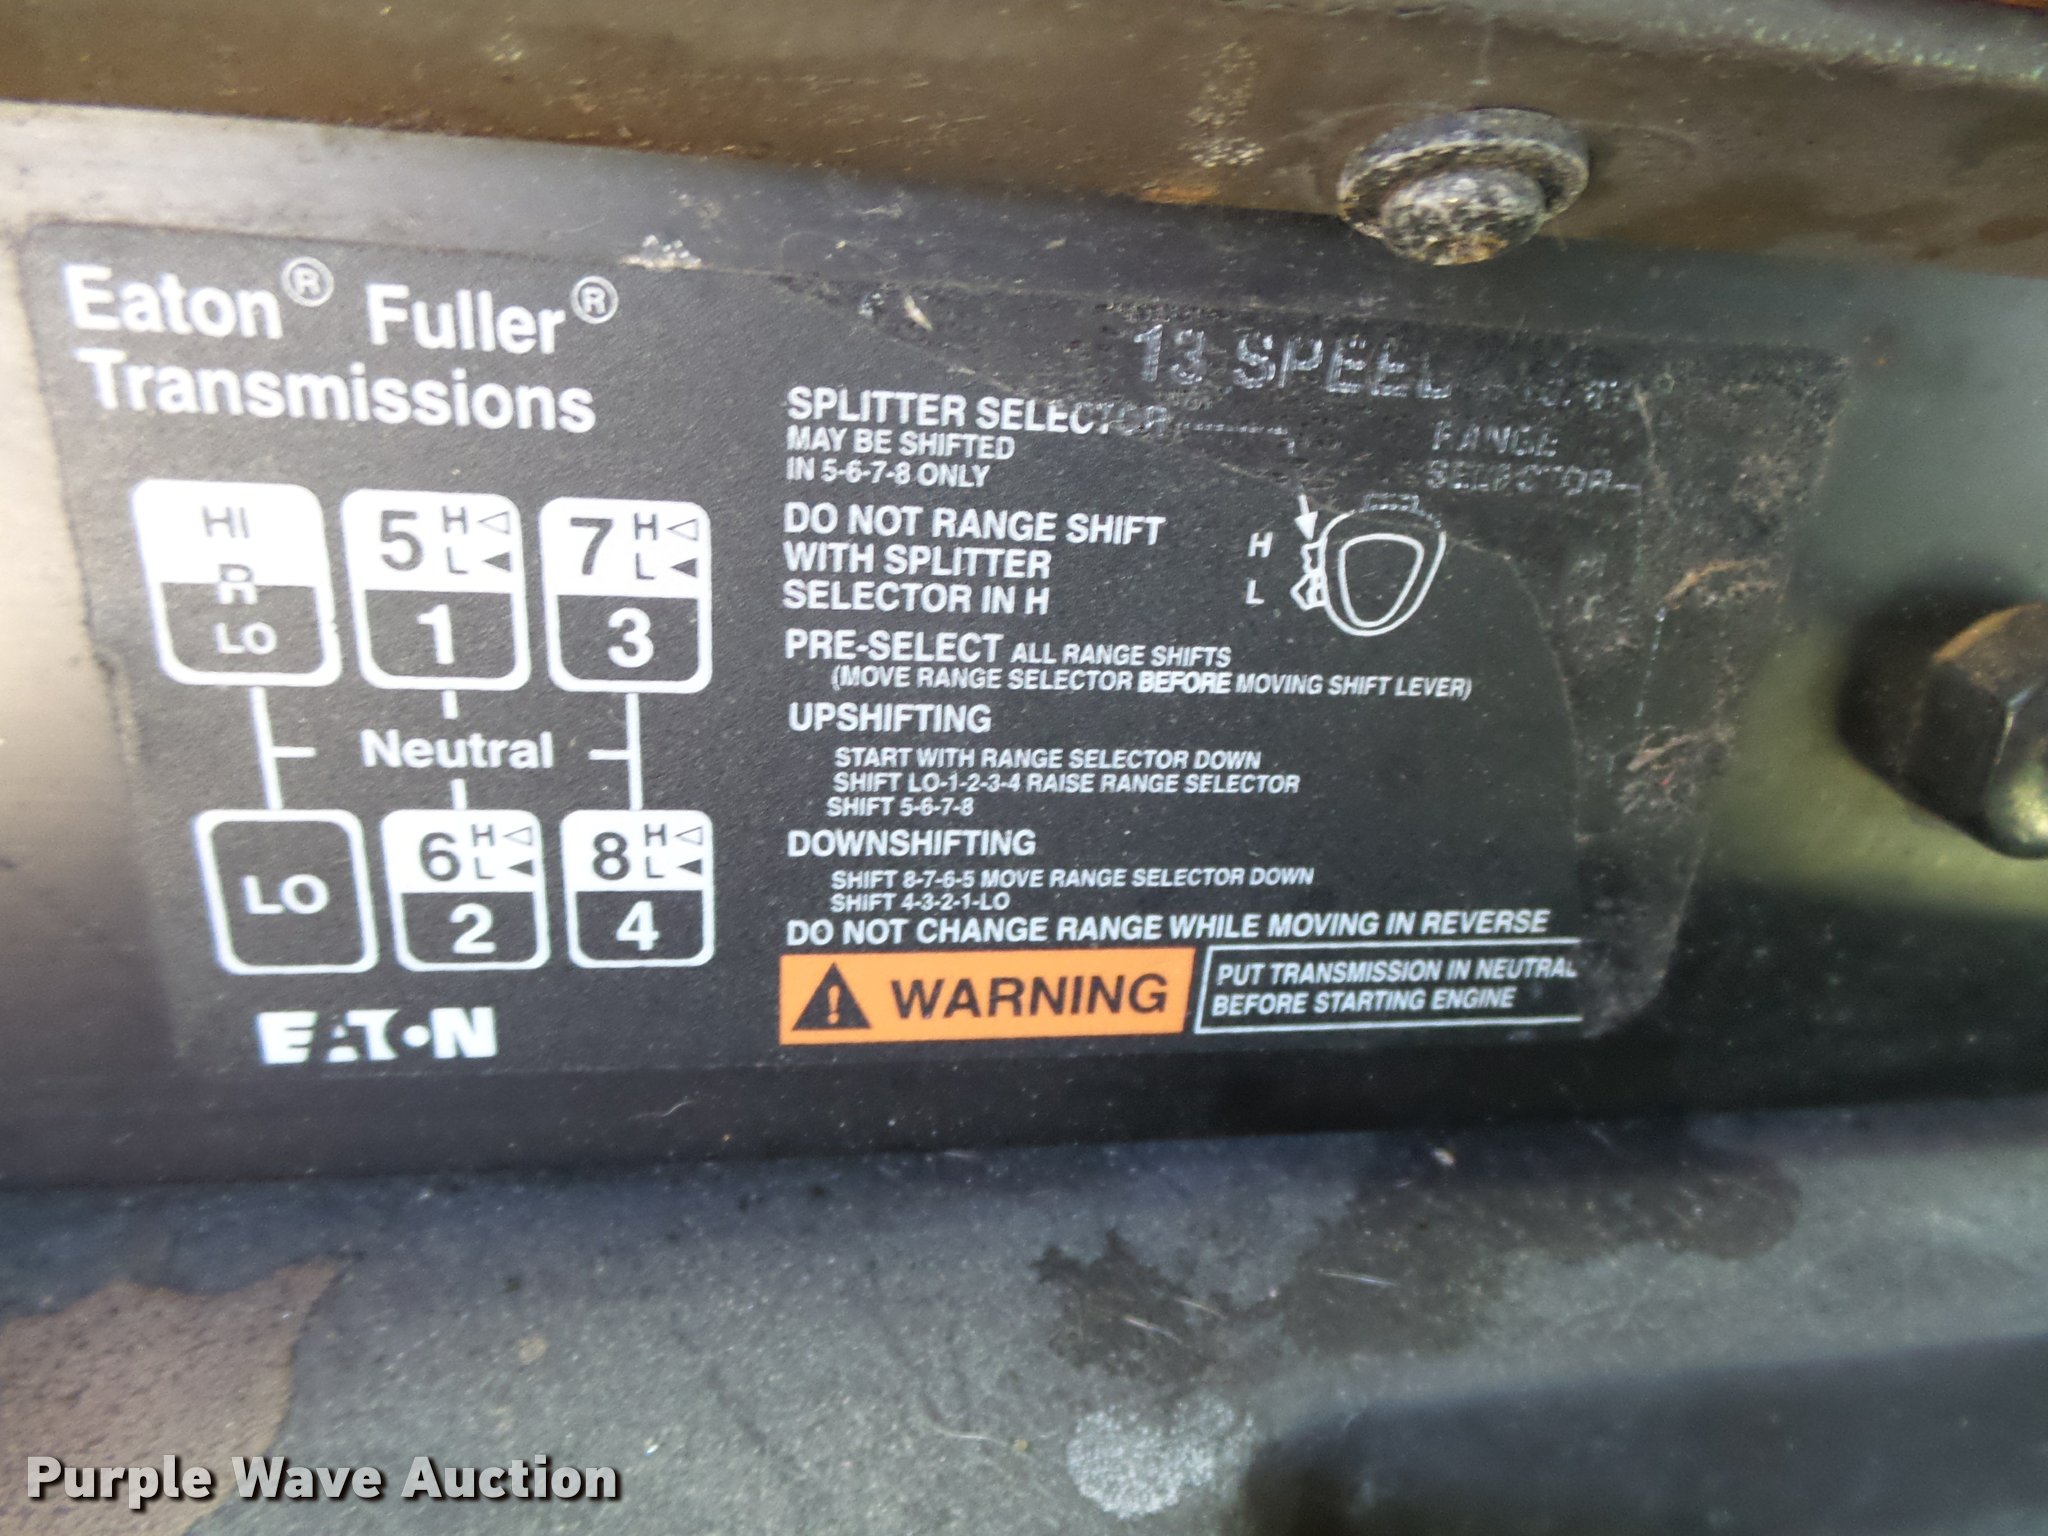 Eaton® Fuller®
Transmissions
13 SPEED
SPLITTER SELECTOR
MAY BE SHIFTED
IN 5-6-7-8 ONLY
RANGE
SELECTOR
DO NOT RANGE SHIFT
WITH SPLITTER
SELECTOR IN H
H
L
PRE-SELECT ALL RANGE SHIFTS
(MOVE RANGE SELECTOR BEFORE MOVING SHIFT LEVER)
UPSHIFTING
START WITH RANGE SELECTOR DOWN
SHIFT LO-1-2-3-4 RAISE RANGE SELECTOR
SHIFT 5-6-7-8
DOWNSHIFTING
SHIFT 8-7-6-5 MOVE RANGE SELECTOR DOWN
SHIFT 4-3-2-1-LO
DO NOT CHANGE RANGE WHILE MOVING IN REVERSE
WARNING
PUT TRANSMISSION IN NEUTRAL
BEFORE STARTING ENGINE
HI
R
LO
5 H
L
1
7 H
L
3
Neutral
LO
6 H
L
2
8 H
L
4
EATON
Purple Wave Auction